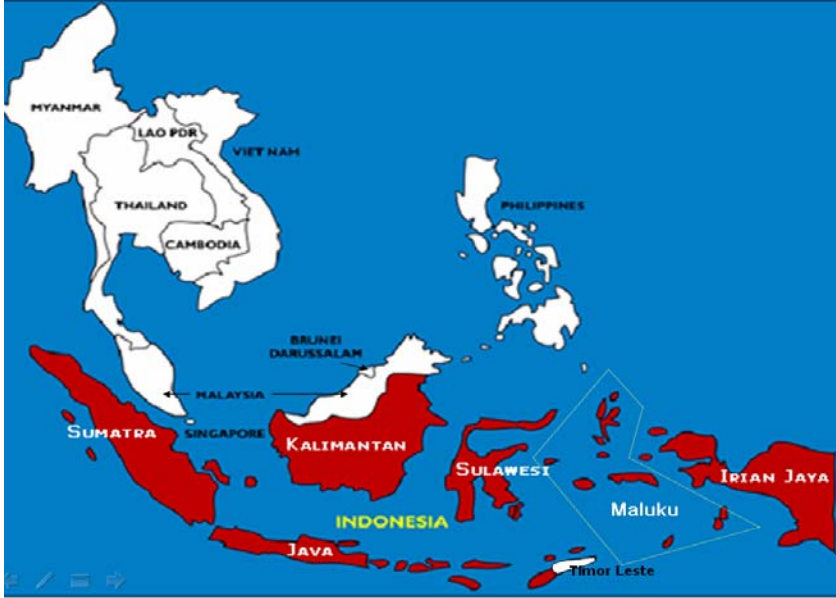 MYANMAR
LAO PDR
VIET NAM
THAILAND
CAMBODIA
PHILIPPINES
BRUNEI
DARUSSALAM
MALAYSIA
SUMATRA
SINGAPORE
KALIMANTAN
SULAWESI
IRIAN JAYA
Maluku
INDONESIA
JAVA
Timor Leste